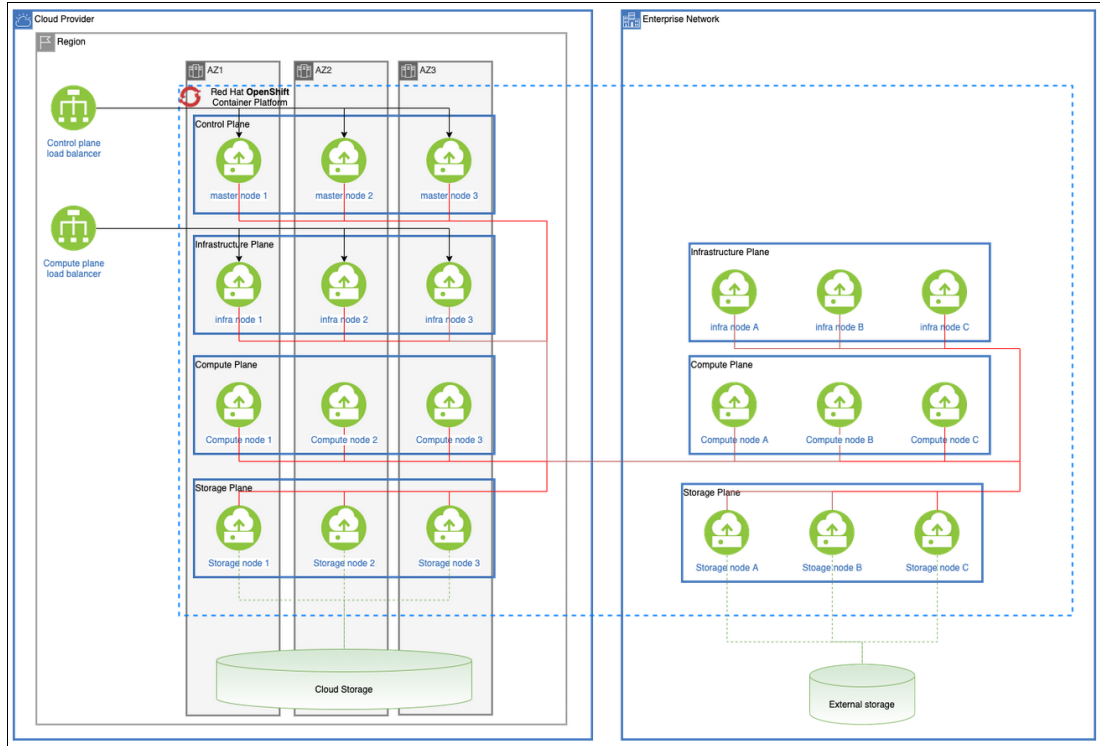 Cloud Provider
Enterprise Network
Region
AZ1
AZ2
AZ3
Red Hat OpenShift
Container Platform
Control plane
load balancer
Control Plane
master node 1
master node 2
master node 3
Compute plane
load balancer
Infrastructure Plane
infra node 1
infra node 2
infra node 3
Infrastructure Plane
infra node A
infra node B
infra node C
Compute Plane
Compute node 1
Compute node 2
Compute node 3
Compute Plane
Compute node A
Compute node B
Compute node C
Storage Plane
Storage node 1
Storage node 2
Storage node 3
Storage Plane
Storage node A
Stoage node B
Storage node C
Cloud Storage
External storage